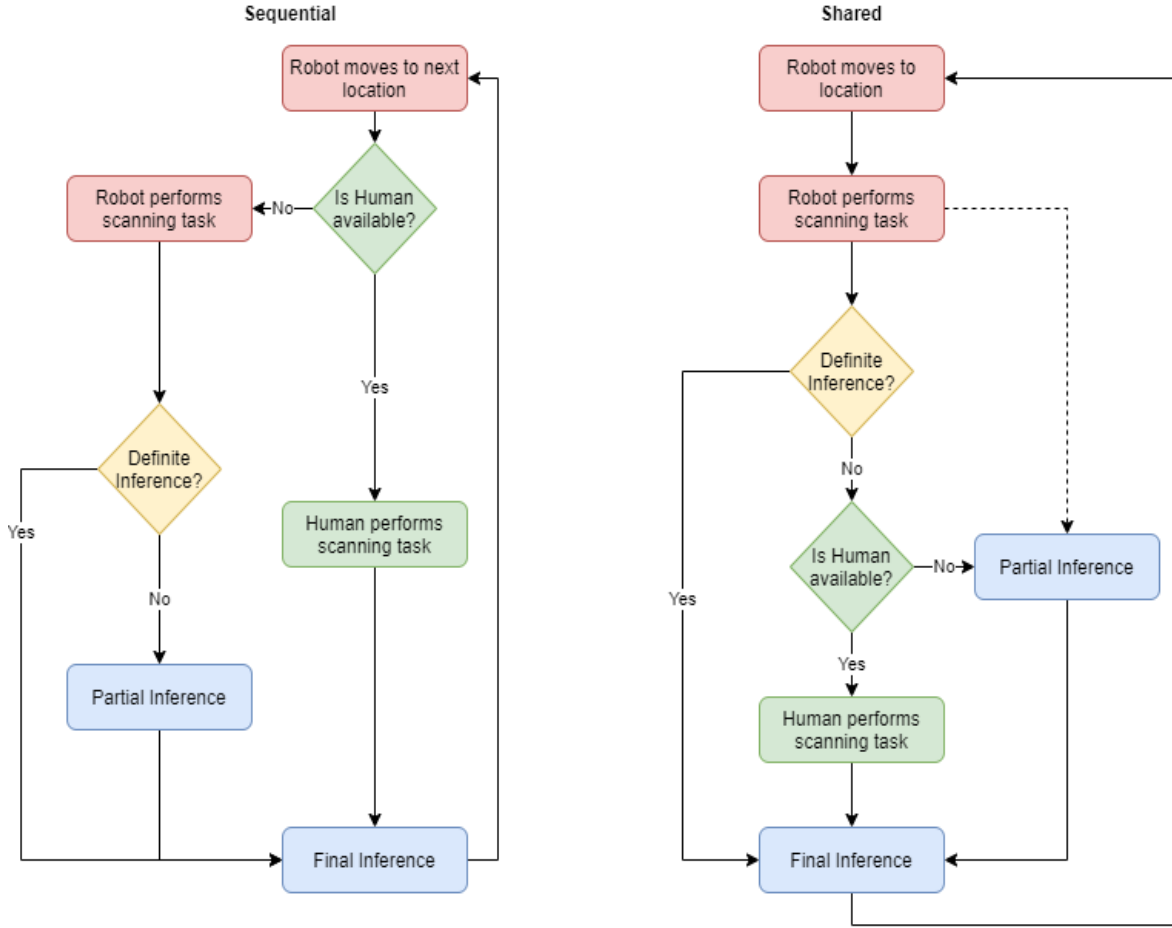 Sequential
Robot moves to next
location
Is Human
available?
No
Robot performs
scanning task
Yes
Definite
Inference?
Yes
Human performs
scanning task
No
Partial Inference
Final Inference
Shared
Robot moves to
location
Robot performs
scanning task
Definite
Inference?
No
Is Human
available?
No
Partial Inference
Yes
Yes
Human performs
scanning task
Final Inference